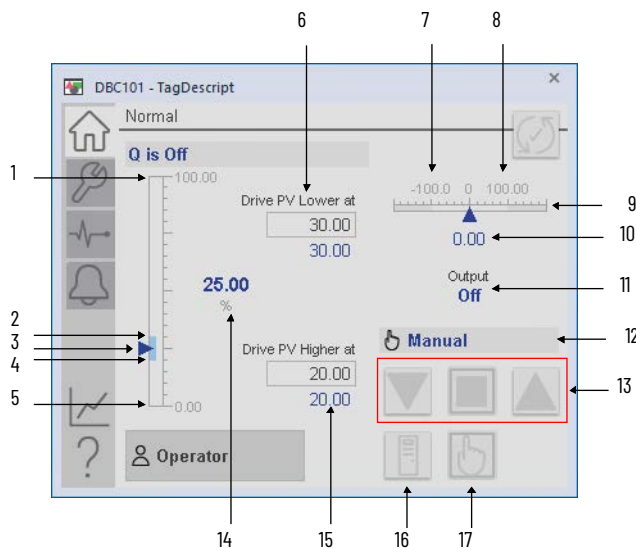 6 7 8
DBC101 - TagDescript ×
Normal
Q is Off
1
100.00
-100.0 0 100.00
9
Drive PV Lower at
30.00
30.00
0.00
10
25.00
%
Output
Off
11
2
3
4
12
Manual
Drive PV Higher at
20.00
20.00
13
5
0.00
?
Operator
14 15 16 17